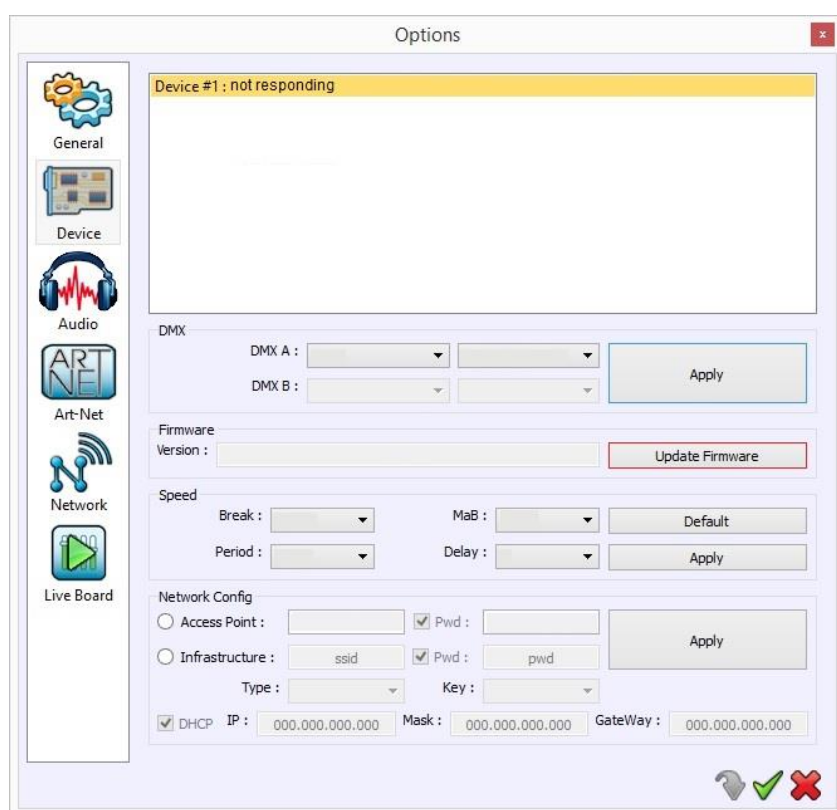 Options
x
Device #1 : not responding
General
Device
Audio
ART
NET
Art-Net
Network
Live Board
DMX
DMX A :
DMX B :
Apply
Firmware
Version :
Update Firmware
Speed
Break :
MaB :
Default
Period :
Delay :
Apply
Network Config
Access Point :
Pwd :
Apply
Infrastructure :
ssid
Pwd :
pwd
Type :
Key :
DHCP
IP :
000.000.000.000
Mask :
000.000.000.000
GateWay :
000.000.000.000